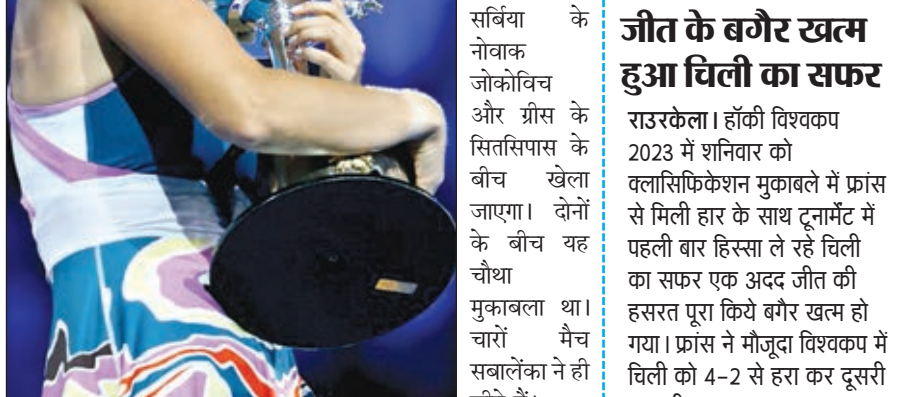 सर्बिया के
नोवाक
जोकोविच
और ग्रीस के
सितसिपास के
बीच खेला
जाएगा। दोनों
के बीच यह
चौथा
मुकाबला था।
चारों मैच
सबालेंका ने ही
जीत के बगैर खत्म
हुआ चिली का सफर
राउरकेला। हॉकी विश्वकप
2023 में शनिवार को
क्लासिफिकेशन मुकाबले में फ्रांस
से मिली हार के साथ टूनार्मेंट में
पहली बार हिस्सा ले रहे चिली
का सफर एक अदद जीत की
हसरत पूरा किये बगैर खत्म हो
गया। फ्रांस ने मौजूदा विश्वकप में
चिली को 4-2 से हरा कर दूसरी